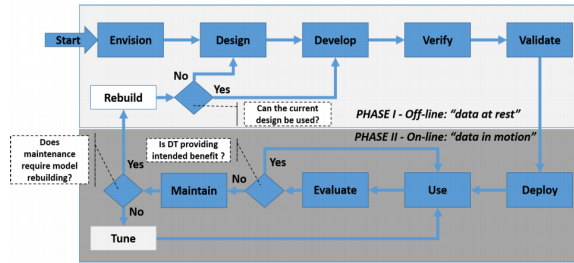 Start
Envision
Design
Develop
Verify
Validate
No
Yes
Rebuild
Can the current
design be used?
PHASE I - Off-line: “data at rest”
Does
maintenance
require model
rebuilding?
Is DT providing
intended benefit ?
PHASE II - On-line: “data in motion”
Yes
Yes
Maintain
No
Evaluate
Use
Deploy
No
Tune